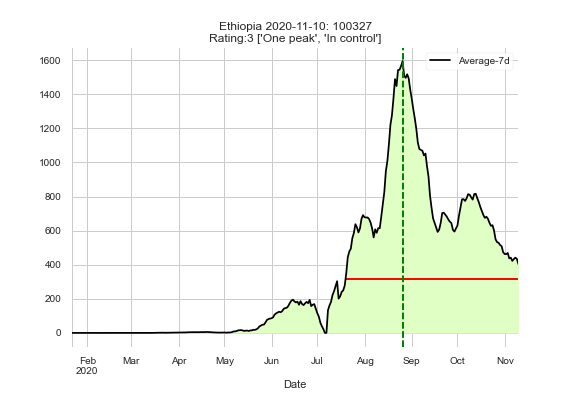 Ethiopia 2020-11-10: 100327
Rating:3 ['One peak', 'In control']
Average-7d
1600
1400
1200
1000
800
600
400
200
0
Feb Mar Apr May Jun Jul Aug Sep Oct Nov
2020
Date